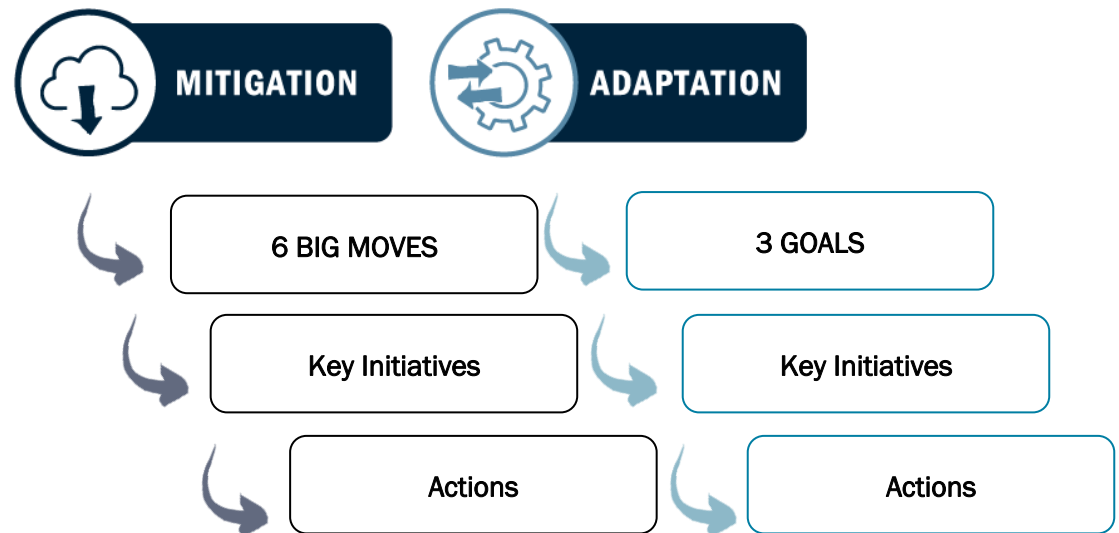 MITIGATION
ADAPTATION
6 BIG MOVES
3 GOALS
Key Initiatives
Key Initiatives
Actions
Actions